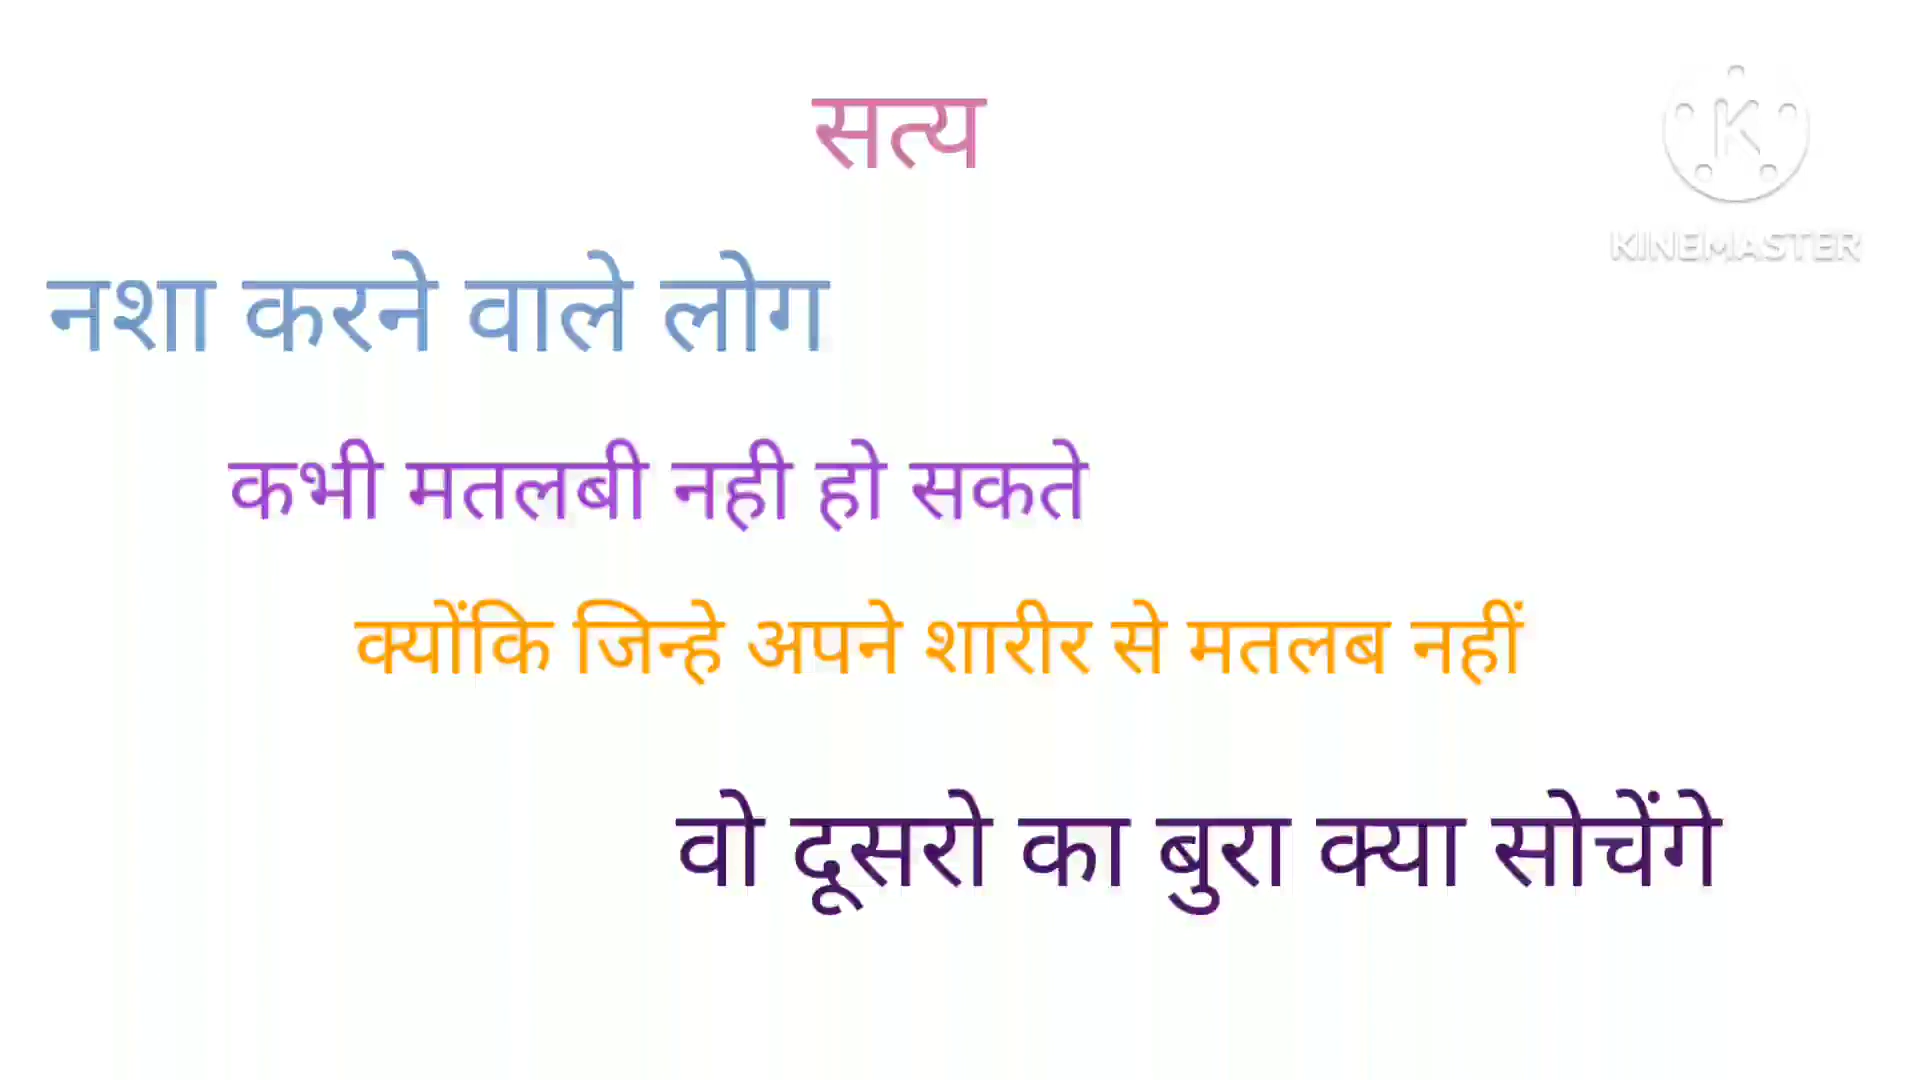 सत्य
KINEMASTER
नशा करने वाले लोग
कभी मतलबी नही हो सकते
क्योंकि जिन्हे अपने शारीर से मतलब नहीं
वो दूसरो का बुरा क्या सोचेंगे